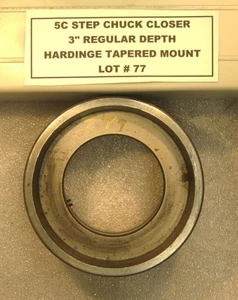 5C STEP CHUCK CLOSER
3" REGULAR DEPTH
HARDINGE TAPERED MOUNT
LOT # 77